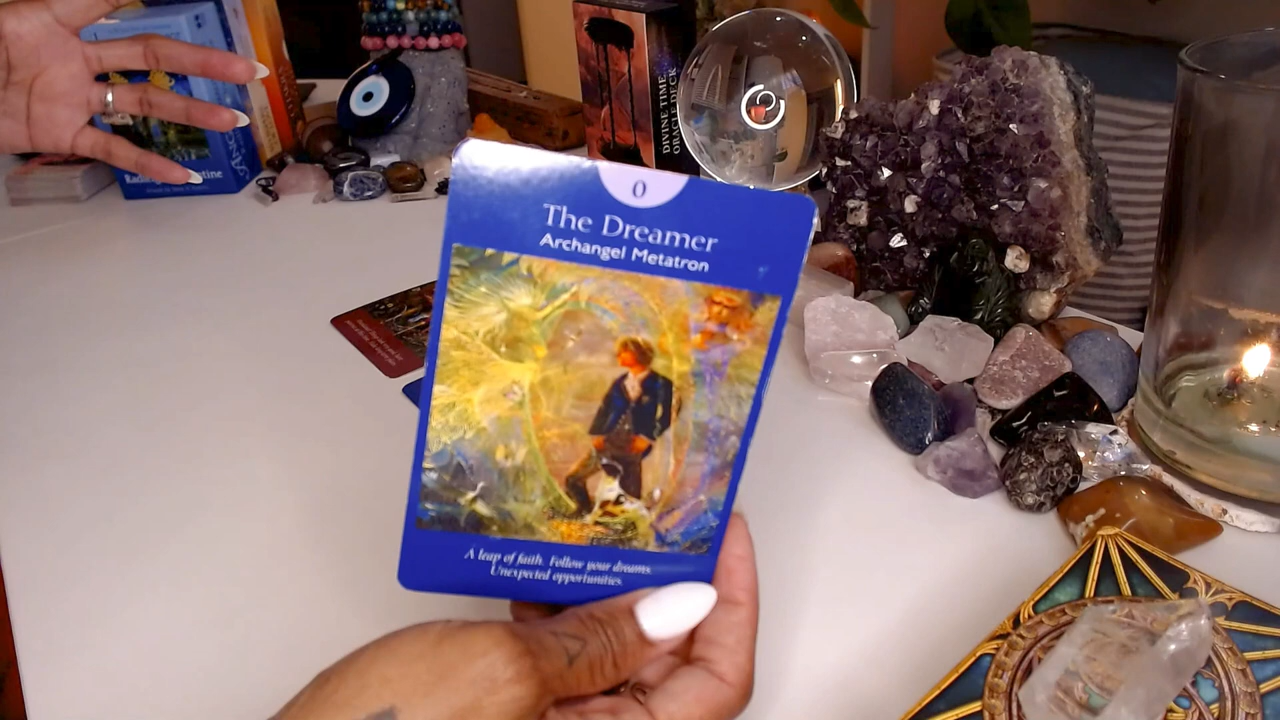 DIVINE TIME
ORACLE DECK
0
The Dreamer
Archangel Metatron
A leap of faith. Follow your dreams.
Unexpected opportunities.